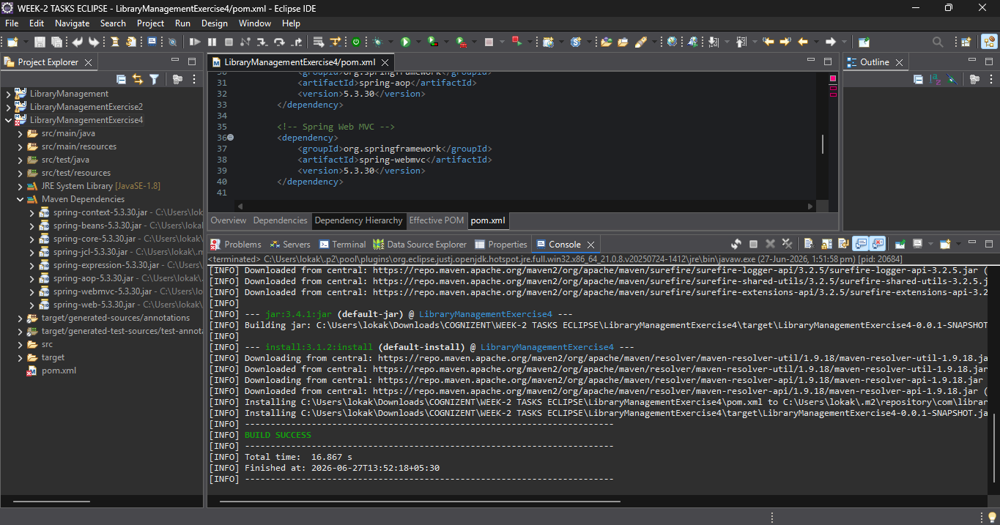 WEEK-2 TASKS ECLIPSE - LibraryManagementExercise4/pom.xml - Eclipse IDE
File Edit Navigate Search Project Run Design Window Help
Project Explorer
LibraryManagement
LibraryManagementExercise2
LibraryManagementExercise4
src/main/java
src/main/resources
src/test/java
src/test/resources
JRE System Library [JavaSE-1.8]
Maven Dependencies
spring-context-5.3.30.jar - C:\Users\lok
spring-beans-5.3.30.jar - C:\Users\lokal
spring-core-5.3.30.jar - C:\Users\lokak\
spring-jcl-5.3.30.jar - C:\Users\lokak\.n
spring-expression-5.3.30.jar - C:\Users
spring-aop-5.3.30.jar - C:\Users\lokak\
spring-webmvc-5.3.30.jar - C:\Users\lo
spring-web-5.3.30.jar - C:\Users\lokak\
target/generated-sources/annotations
target/generated-test-sources/test-annota
src
target
pom.xml
LibraryManagementExercise4/pom.xml
30 <groupId>org.springframework</groupId>
31 <artifactId>spring-aop</artifactId>
32 <version>5.3.30</version>
33 </dependency>
34
35 <!-- Spring Web MVC -->
36 <dependency>
37 <groupId>org.springframework</groupId>
38 <artifactId>spring-webmvc</artifactId>
39 <version>5.3.30</version>
40 </dependency>
41
Overview Dependencies Dependency Hierarchy Effective POM pom.xml
Outline
Problems Servers Terminal Data Source Explorer Properties Console
<terminated> C:\Users\lokak\.p2\pool\plugins\org.eclipse.justj.openjdk.hotspot.jre.full.win32.x86_64_21.0.8.v20250724-1412\jre\bin\javaw.exe (27-Jun-2026, 1:51:58 pm) [pid: 20684]
[INFO] Downloaded from central: https://repo.maven.apache.org/maven2/org/apache/maven/surefire/surefire-logger-api/3.2.5/surefire-logger-api-3.2.5.jar (
[INFO] Downloaded from central: https://repo.maven.apache.org/maven2/org/apache/maven/surefire/surefire-shared-utils/3.2.5/surefire-shared-utils-3.2.5.j
[INFO] Downloaded from central: https://repo.maven.apache.org/maven2/org/apache/maven/surefire/surefire-extensions-api/3.2.5/surefire-extensions-api-3.2
[INFO]
[INFO] --- jar:3.4.1:jar (default-jar) @ LibraryManagementExercise4 ---
[INFO] Building jar: C:\Users\lokak\Downloads\COGNIZENT\WEEK-2 TASKS ECLIPSE\LibraryManagementExercise4\target\LibraryManagementExercise4-0.0.1-SNAPSHOT
[INFO]
[INFO] --- install:3.1.2:install (default-install) @ LibraryManagementExercise4 ---
[INFO] Downloading from central: https://repo.maven.apache.org/maven2/org/apache/maven/resolver/maven-resolver-util/1.9.18/maven-resolver-util-1.9.18.ja
[INFO] Downloaded from central: https://repo.maven.apache.org/maven2/org/apache/maven/resolver/maven-resolver-util/1.9.18/maven-resolver-util-1.9.18.jar
[INFO] Downloading from central: https://repo.maven.apache.org/maven2/org/apache/maven/resolver/maven-resolver-api/1.9.18/maven-resolver-api-1.9.18.jar
[INFO] Downloaded from central: https://repo.maven.apache.org/maven2/org/apache/maven/resolver/maven-resolver-api/1.9.18/maven-resolver-api-1.9.18.jar (
[INFO] Installing C:\Users\lokak\Downloads\COGNIZENT\WEEK-2 TASKS ECLIPSE\LibraryManagementExercise4\pom.xml to C:\Users\lokak\.m2\repository\com\librar
[INFO] Installing C:\Users\lokak\Downloads\COGNIZENT\WEEK-2 TASKS ECLIPSE\LibraryManagementExercise4\target\LibraryManagementExercise4-0.0.1-SNAPSHOT.ja
[INFO] ------------------------------------------------------------------------
[INFO] BUILD SUCCESS
[INFO] ------------------------------------------------------------------------
[INFO] Total time: 16.867 s
[INFO] Finished at: 2026-06-27T13:52:18+05:30
[INFO] ------------------------------------------------------------------------